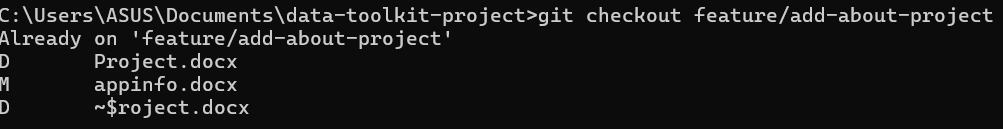 C:\Users\ASUS\Documents\data-toolkit-project>git checkout feature/add-about-project
Already on 'feature/add-about-project'
D       Project.docx
M       appinfo.docx
D       ~$roject.docx